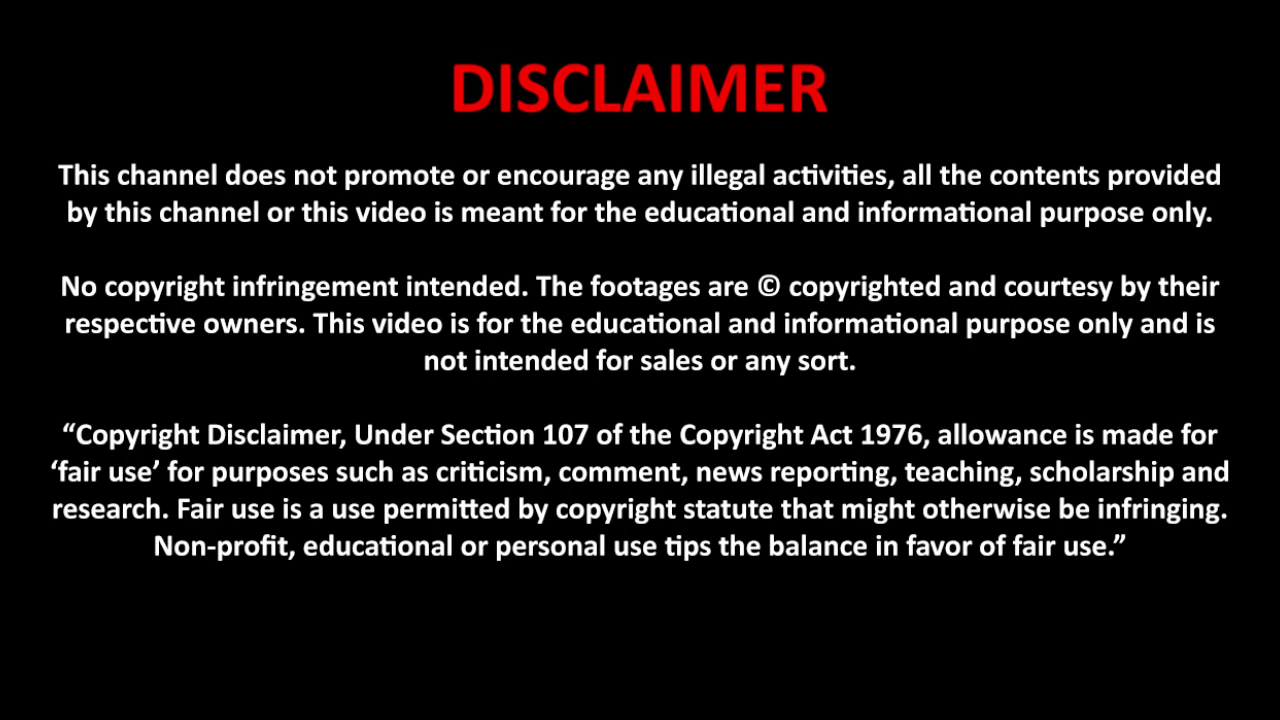 DISCLAIMER
This channel does not promote or encourage any illegal activities, all the contents provided
by this channel or this video is meant for the educational and informational purpose only.
No copyright infringement intended. The footages are © copyrighted and courtesy by their
respective owners. This video is for the educational and informational purpose only and is
not intended for sales or any sort.
“Copyright Disclaimer, Under Section 107 of the Copyright Act 1976, allowance is made for
‘fair use’ for purposes such as criticism, comment, news reporting, teaching, scholarship and
research. Fair use is a use permitted by copyright statute that might otherwise be infringing.
Non-profit, educational or personal use tips the balance in favor of fair use.”